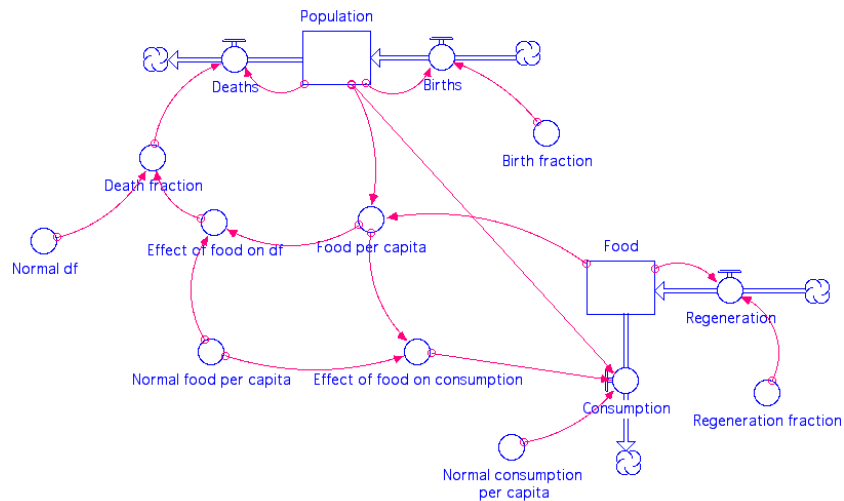 Population
Deaths
Births
Birth fraction
Death fraction
Effect of food on df
Food per capita
Food
Normal df
Regeneration
Normal food per capita
Effect of food on consumption
Consumption
Regeneration fraction
Normal consumption
per capita